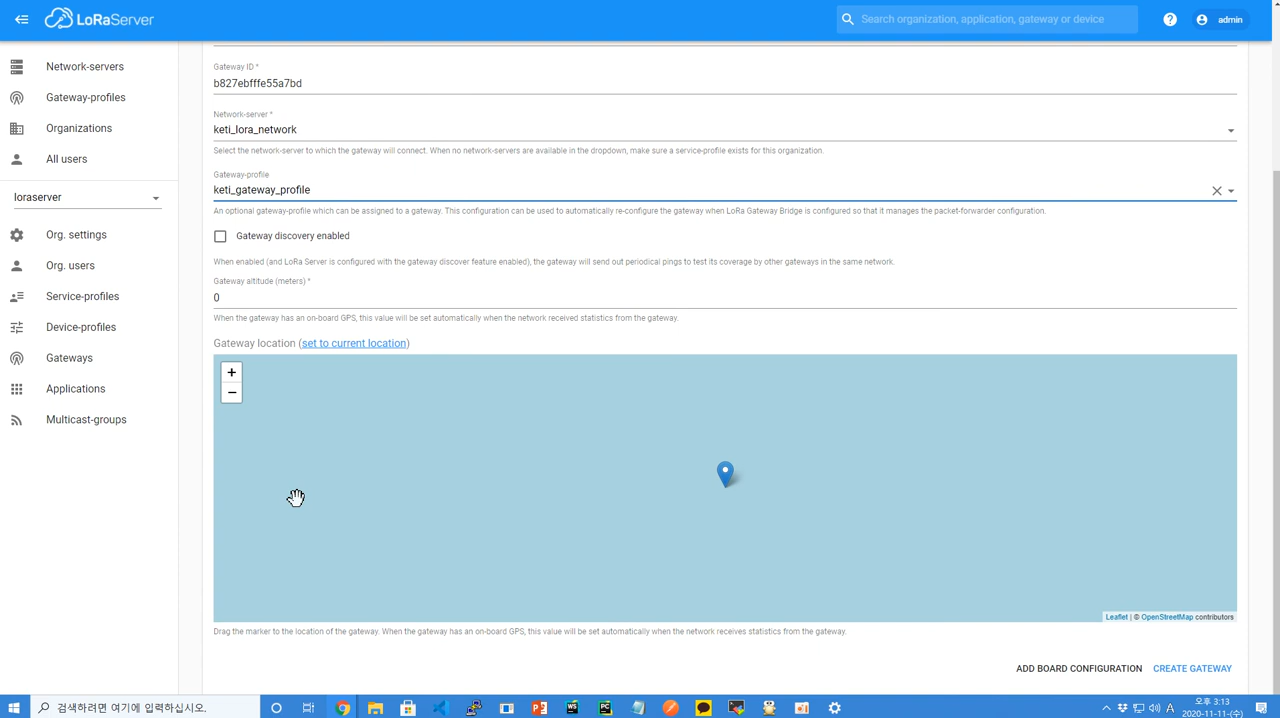 LoRaServer
Search organization, application, gateway or device
admin
Network-servers
Gateway-profiles
Organizations
All users
loraserver
Org. settings
Org. users
Service-profiles
Device-profiles
Gateways
Applications
Multicast-groups
Gateway ID *
b827ebfffe55a7bd
Network-server *
keti_lora_network
Select the network-server to which the gateway will connect. When no network-servers are available in the dropdown, make sure a service-profile exists for this organization.
Gateway-profile
keti_gateway_profile
An optional gateway-profile which can be assigned to a gateway. This configuration can be used to automatically re-configure the gateway when LoRa Gateway Bridge is configured so that it manages the packet-forwarder configuration.
Gateway discovery enabled
When enabled (and LoRa Server is configured with the gateway discover feature enabled), the gateway will send out periodical pings to test its coverage by other gateways in the same network.
Gateway altitude (meters) *
0
When the gateway has an on-board GPS, this value will be set automatically when the network received statistics from the gateway.
Gateway location (set to current location)
+
−
Leaflet | © OpenStreetMap contributors
Drag the marker to the location of the gateway. When the gateway has an on-board GPS, this value will be set automatically when the network receives statistics from the gateway.
ADD BOARD CONFIGURATION CREATE GATEWAY
검색하려면 여기에 입력하십시오.
A
오후 3:13
2020-11-11-(수)